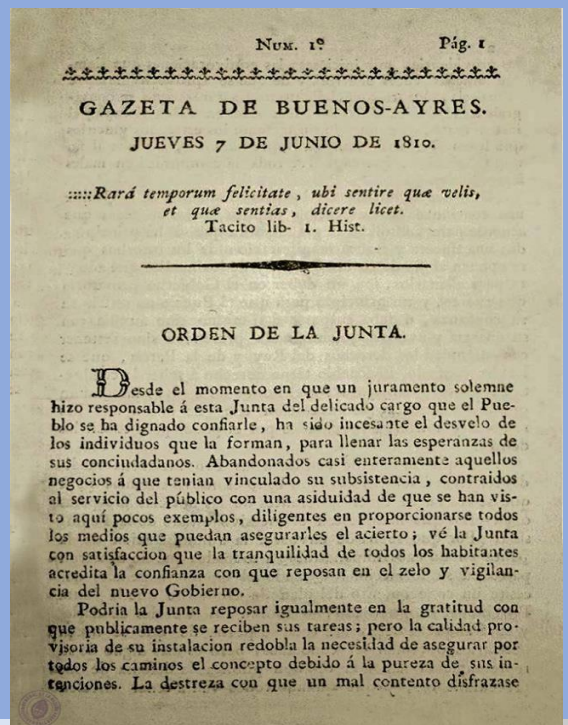 Num. 1º Pág. 1
GAZETA DE BUENOS-AYRES.
JUEVES 7 DE JUNIO DE 1810.
:::::Rará temporum felicitate, ubi sentire quæ velis,
et quæ sentias, dicere licet.
Tacito lib- 1. Hist.
ORDEN DE LA JUNTA.
Desde el momento en que un juramento solemne
hizo responsable á esta Junta del delicado cargo que el Pue-
blo se ha dignado confiarle, ha sido incesante el desvelo de
los individuos que la forman, para llenar las esperanzas de
sus conciudadanos. Abandonados casi enteramente aquellos
negocios á que tenian vinculado su subsistencia, contraidos
al servicio del público con una asiduidad de que se han vis-
to aquí pocos exemplos, diligentes en proporcionarse todos
los medios que puedan asegurarles el acierto; vé la Junta
con satisfaccion que la tranquilidad de todos los habitantes
acredita la confianza con que reposan en el zelo y vigilan-
cia del nuevo Gobierno.
Podria la Junta reposar igualmente en la gratitud con
que publicamente se reciben sus tareas; pero la calidad pro-
visoria de su instalacion redobla la necesidad de asegurar por
todos los caminos el concepto debido á la pureza de sus in-
tenciones. La destreza con que un mal contento disfrazase